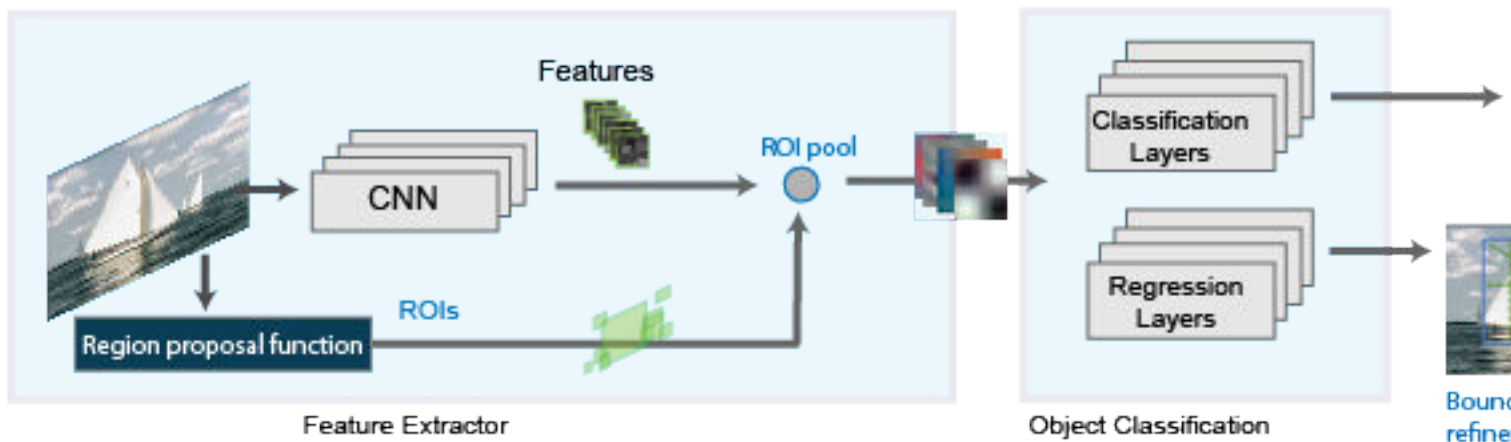 Features
ROI pool
CNN
ROIs
Region proposal function
Feature Extractor
Classification
Layers
Regression
Layers
Object Classification